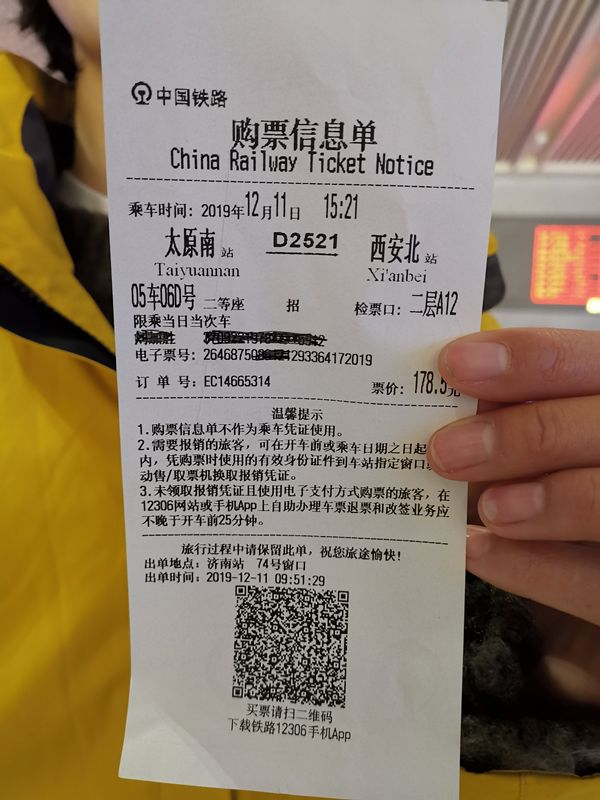 中国铁路
购票信息单
China Railway Ticket Notice
乘车时间: 2019年12月11日 15:21
太原南 站 D2521 西安北 站
Taiyuannan Xi'anbei
05车06D号 二等座 招 检票口: 二层A12
限乘当日当次车
电子票号: 1293364172019
订 单 号: EC14665314 票价: 178.5元
温馨提示
1.购票信息单不作为乘车凭证使用。
2.需要报销的旅客，可在开车前或乘车日期之日起
内，凭购票时使用的有效身份证件到车站指定窗口
动售/取票机换取报销凭证。
3.未领取报销凭证且使用电子支付方式购票的旅客，在
12306网站或手机App上自助办理车票退票和改签业务应
不晚于开车前25分钟。
旅行过程中请保留此单，祝您旅途愉快!
出单地点: 济南站 74号窗口
出单时间: 2019-12-11 09:51:29
买票请扫二维码
下载铁路12306手机App